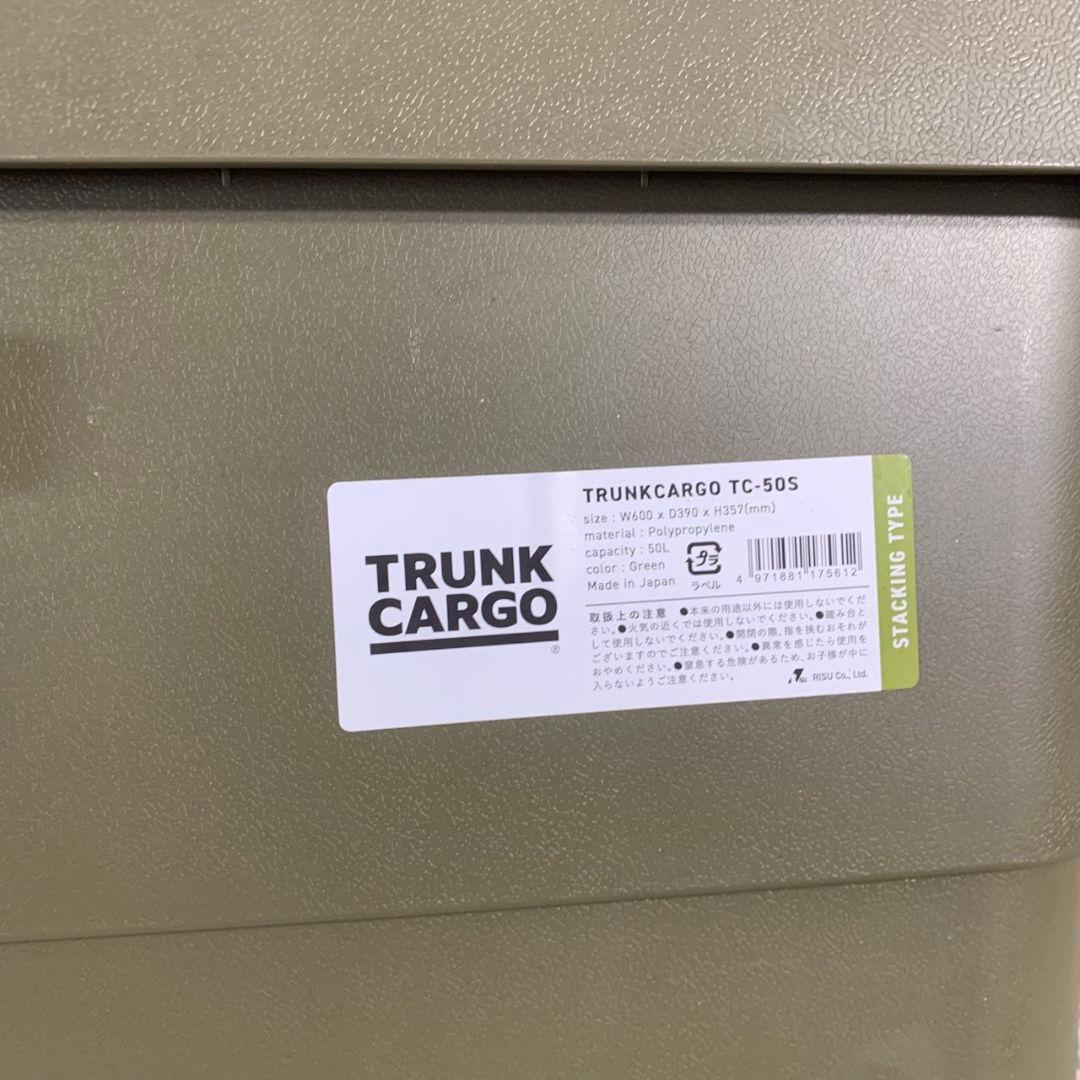 TRUNK
CARGO
®
TRUNKCARGO TC-50S
size : W600 x D390 x H357(mm)
material : Polypropylene
capacity : 50L
color : Green
Made in Japan
プラ
ラベル
4 971881 175612
取扱上の注意 ●本来の用途以外には使用しないでくだ
さい。●火気の近くでは使用しないでください。●踏み台と
して使用しないでください。●開閉の際、指を挟むおそれが
ございますのでご注意ください。●異常を感じたら使用を
おやめください。●窒息する危険があるため、お子様が中に
入らないようご注意ください。
RISU Co., Ltd.
STACKING TYPE